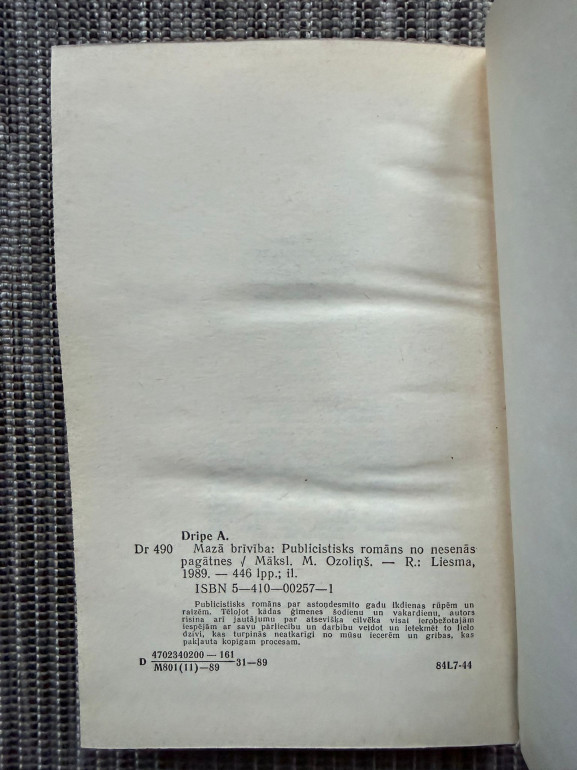 Dripe A.
Dr 490 Mazā brīvība: Publicistisks romāns no nesenās
pagātnes / Māksl. M. Ozoliņš. — R.: Liesma,
1989. — 446 lpp.; il.
ISBN 5—410—00257—1
Publicistisks romāns par astoņdesmito gadu ikdienas rūpēm un
raizēm. Tēlojot kādas ģimenes šodienu un vakardienu, autors
risina arī jautājumu par atsevišķa cilvēka visai ierobežotajām
iespējām ar savu pārliecību un darbību veidot un ietekmēt to lielo
dzīvi, kas turpinās neatkarīgi no mūsu iecerēm un gribas, kas
pakļauta kopīgam procesam.
4702340200 — 161
D 31—89
M801(11)—89
84L7-44